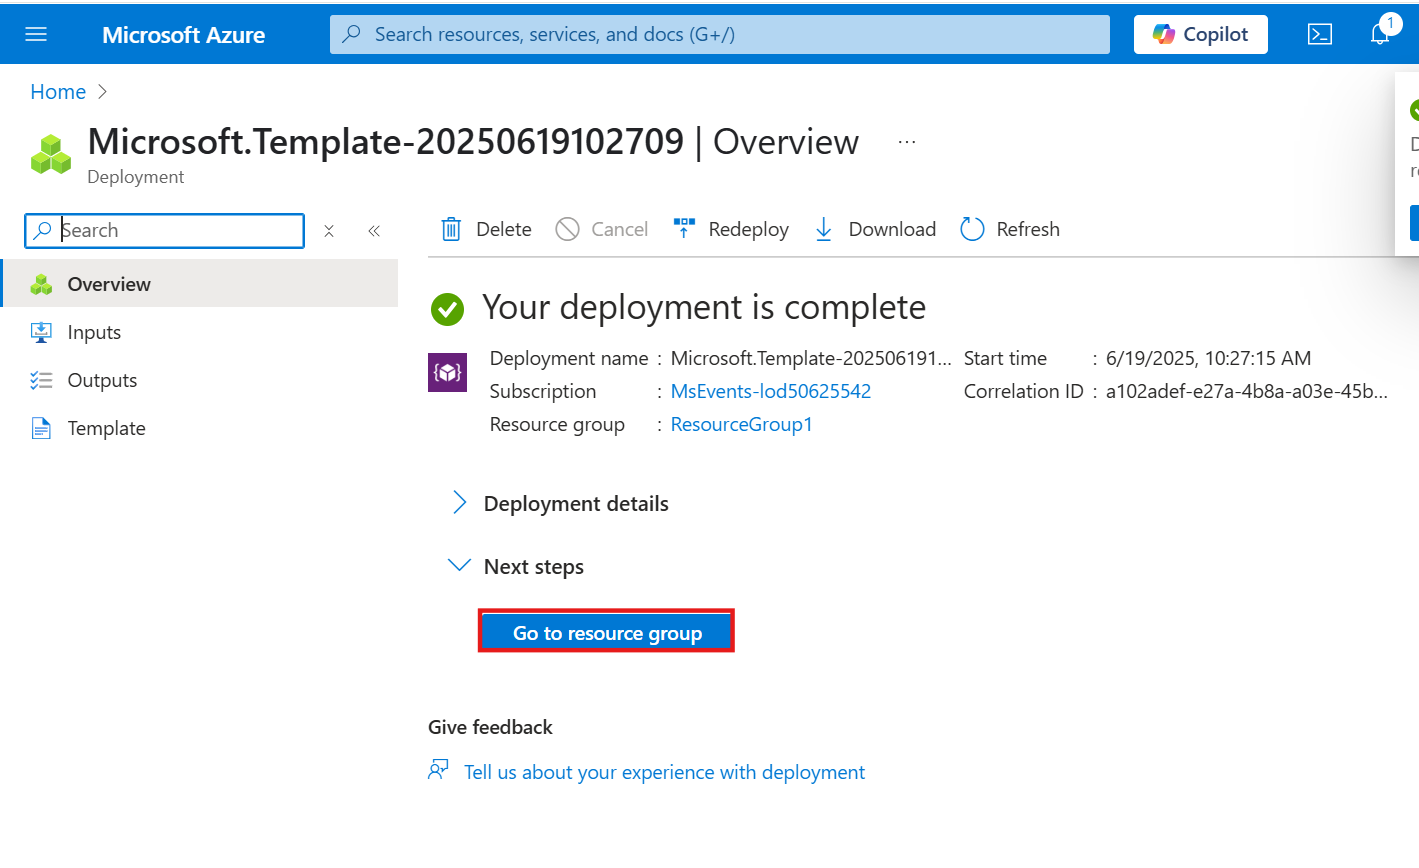 Microsoft Azure
Search resources, services, and docs (G+/)
Copilot
1
Home
Microsoft.Template-20250619102709 | Overview
...
Deployment
Search
Delete
Cancel
Redeploy
Download
Refresh
Overview
Inputs
Outputs
Template
Your deployment is complete
Deployment name : Microsoft.Template-202506191...
Subscription : MsEvents-lod50625542
Resource group : ResourceGroup1
Start time : 6/19/2025, 10:27:15 AM
Correlation ID : a102adef-e27a-4b8a-a03e-45b...
Deployment details
Next steps
Go to resource group
Give feedback
Tell us about your experience with deployment